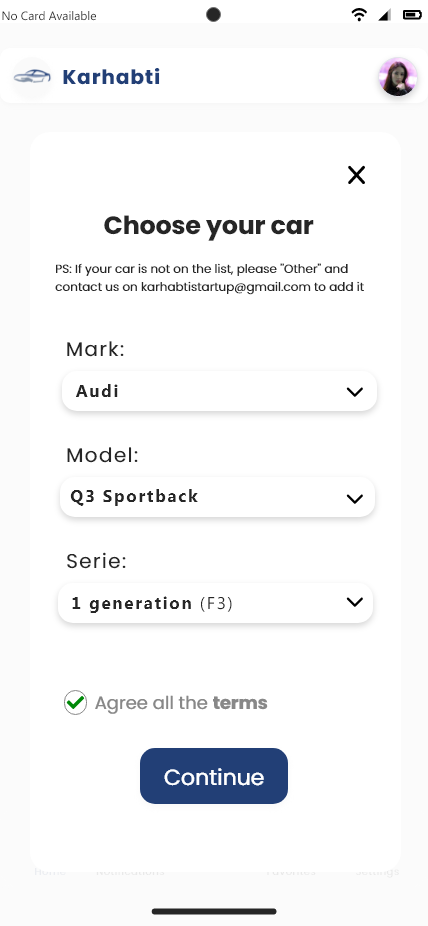 No Card Available
Karhabti
Choose your car
PS: If your car is not on the list, please "Other" and
contact us on karhabtistartup@gmail.com to add it
Mark:
Audi
Model:
Q3 Sportback
Serie:
1 generation (F3)
Agree all the terms
Continue
Home Notifications Favorites Settings